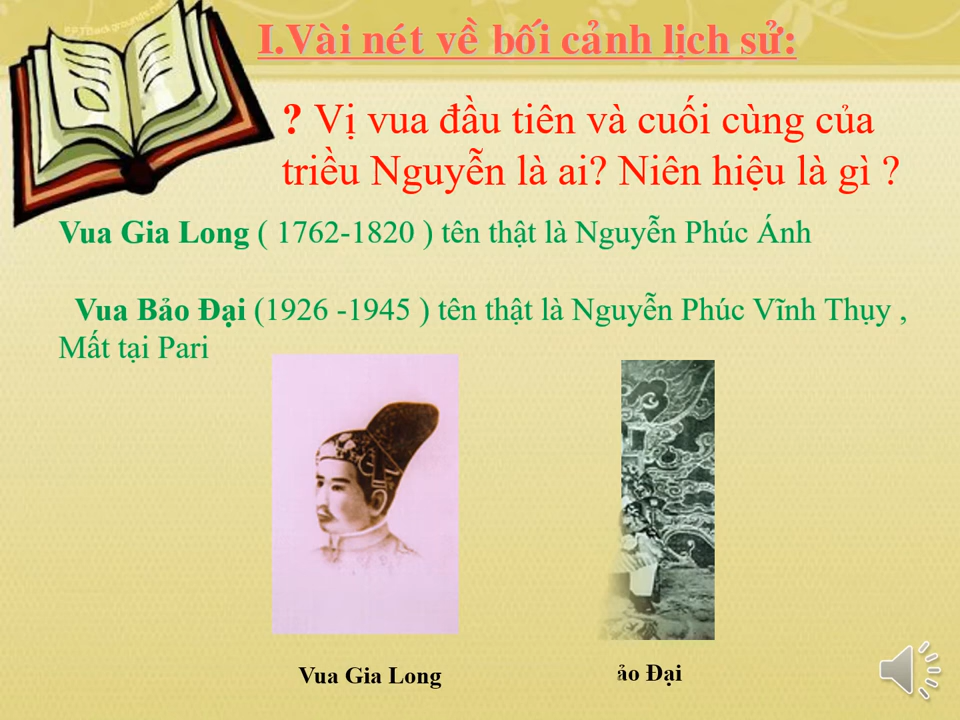 I.Vài nét về bối cảnh lịch sử:
? Vị vua đầu tiên và cuối cùng của
triều Nguyễn là ai? Niên hiệu là gì ?
Vua Gia Long ( 1762-1820 ) tên thật là Nguyễn Phúc Ánh
Vua Bảo Đại (1926 -1945 ) tên thật là Nguyễn Phúc Vĩnh Thụy ,
Mất tại Pari
Vua Gia Long
ảo Đại